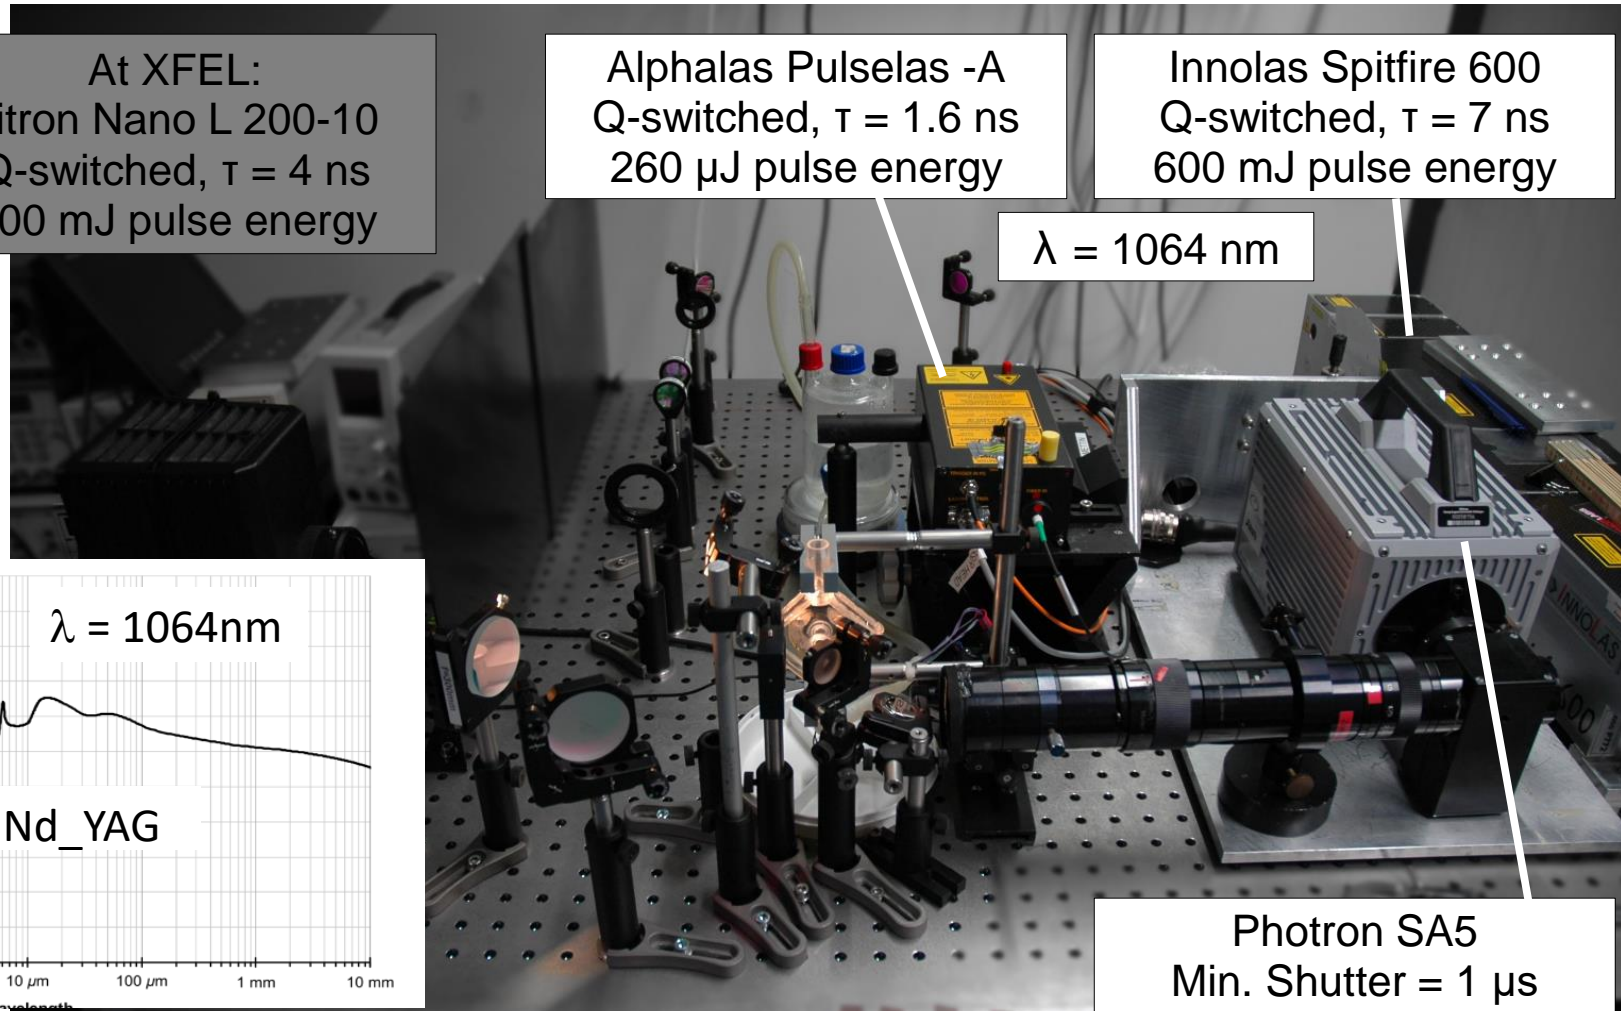 At XFEL:
itron Nano L 200-10
Q-switched, τ = 4 ns
00 mJ pulse energy
Alphalas Pulselas -A
Q-switched, τ = 1.6 ns
260 µJ pulse energy
Innolas Spitfire 600
Q-switched, τ = 7 ns
600 mJ pulse energy
λ = 1064 nm
λ = 1064nm
Nd_YAG
10 µm
100 µm
1 mm
10 mm
INNOLAS
Photron SA5
Min. Shutter = 1 µs